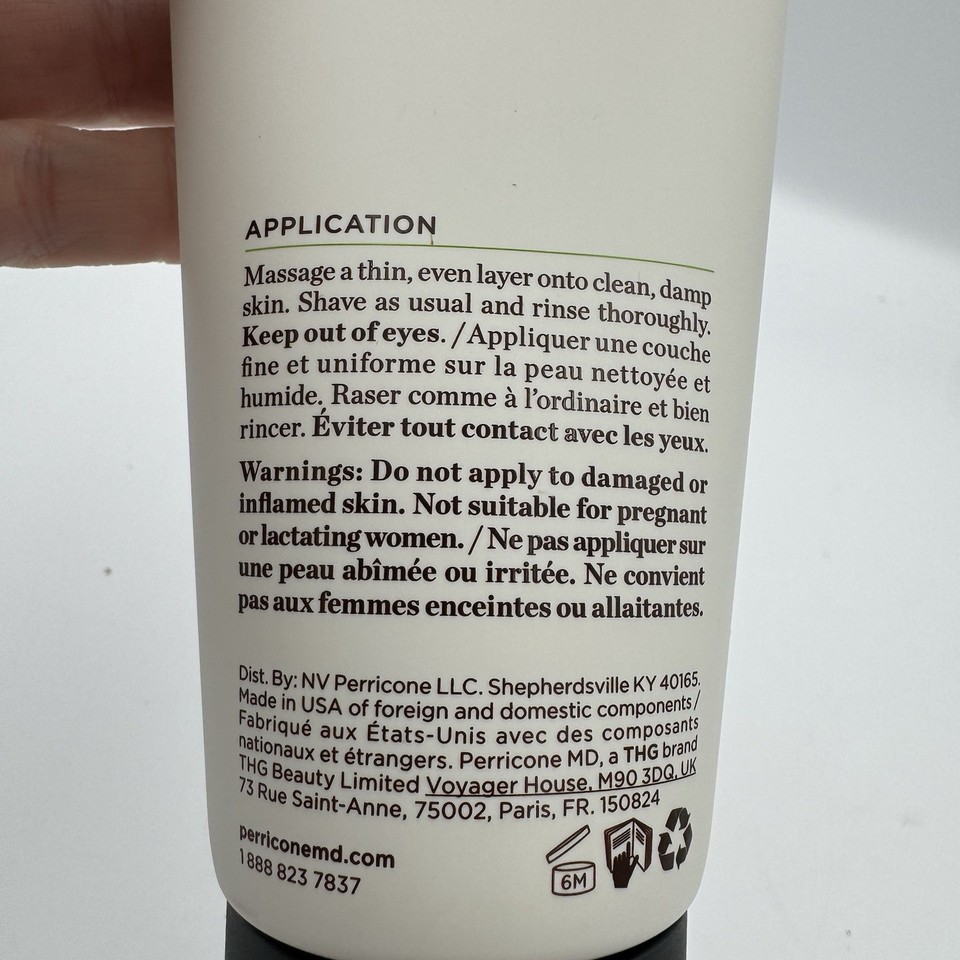 APPLICATION
Massage a thin, even layer onto clean, damp
skin. Shave as usual and rinse thoroughly.
Keep out of eyes. / Appliquer une couche
fine et uniforme sur la peau nettoyée et
humide. Raser comme à l’ordinaire et bien
rincer. Éviter tout contact avec les yeux.
Warnings: Do not apply to damaged or
inflamed skin. Not suitable for pregnant
or lactating women. / Ne pas appliquer sur
une peau abîmée ou irritée. Ne convient
pas aux femmes enceintes ou allaitantes.
Dist. By: NV Perricone LLC. Shepherdsville KY 40165.
Made in USA of foreign and domestic components /
Fabriqué aux États-Unis avec des composants
nationaux et étrangers. Perricone MD, a THG brand
THG Beauty Limited Voyager House, M90 3DQ, UK
73 Rue Saint-Anne, 75002, Paris, FR. 150824
perriconemd.com
1 888 823 7837
6M